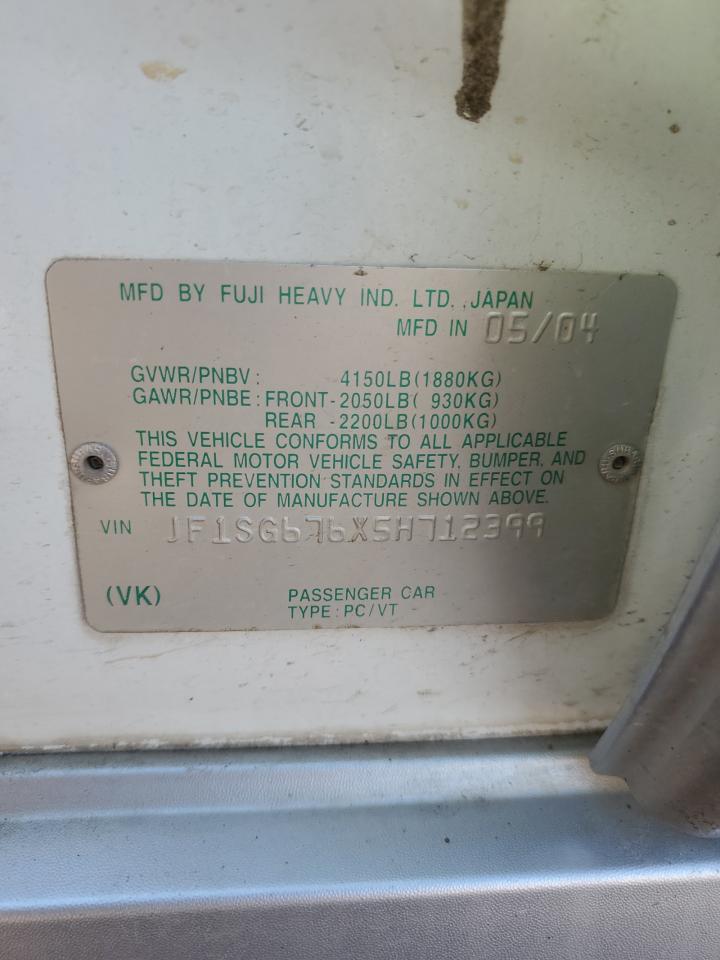 MFD BY FUJI HEAVY IND. LTD. JAPAN
MFD IN 05/04
GVWR/PNBV: 4150LB(1880KG)
GAWR/PNBE: FRONT-2050LB( 930KG)
REAR -2200LB(1000KG)
THIS VEHICLE CONFORMS TO ALL APPLICABLE
FEDERAL MOTOR VEHICLE SAFETY, BUMPER, AND
THEFT PREVENTION STANDARDS IN EFFECT ON
THE DATE OF MANUFACTURE SHOWN ABOVE.
VIN JF1SG676X5H712399
(VK) PASSENGER CAR
TYPE: PC/VT